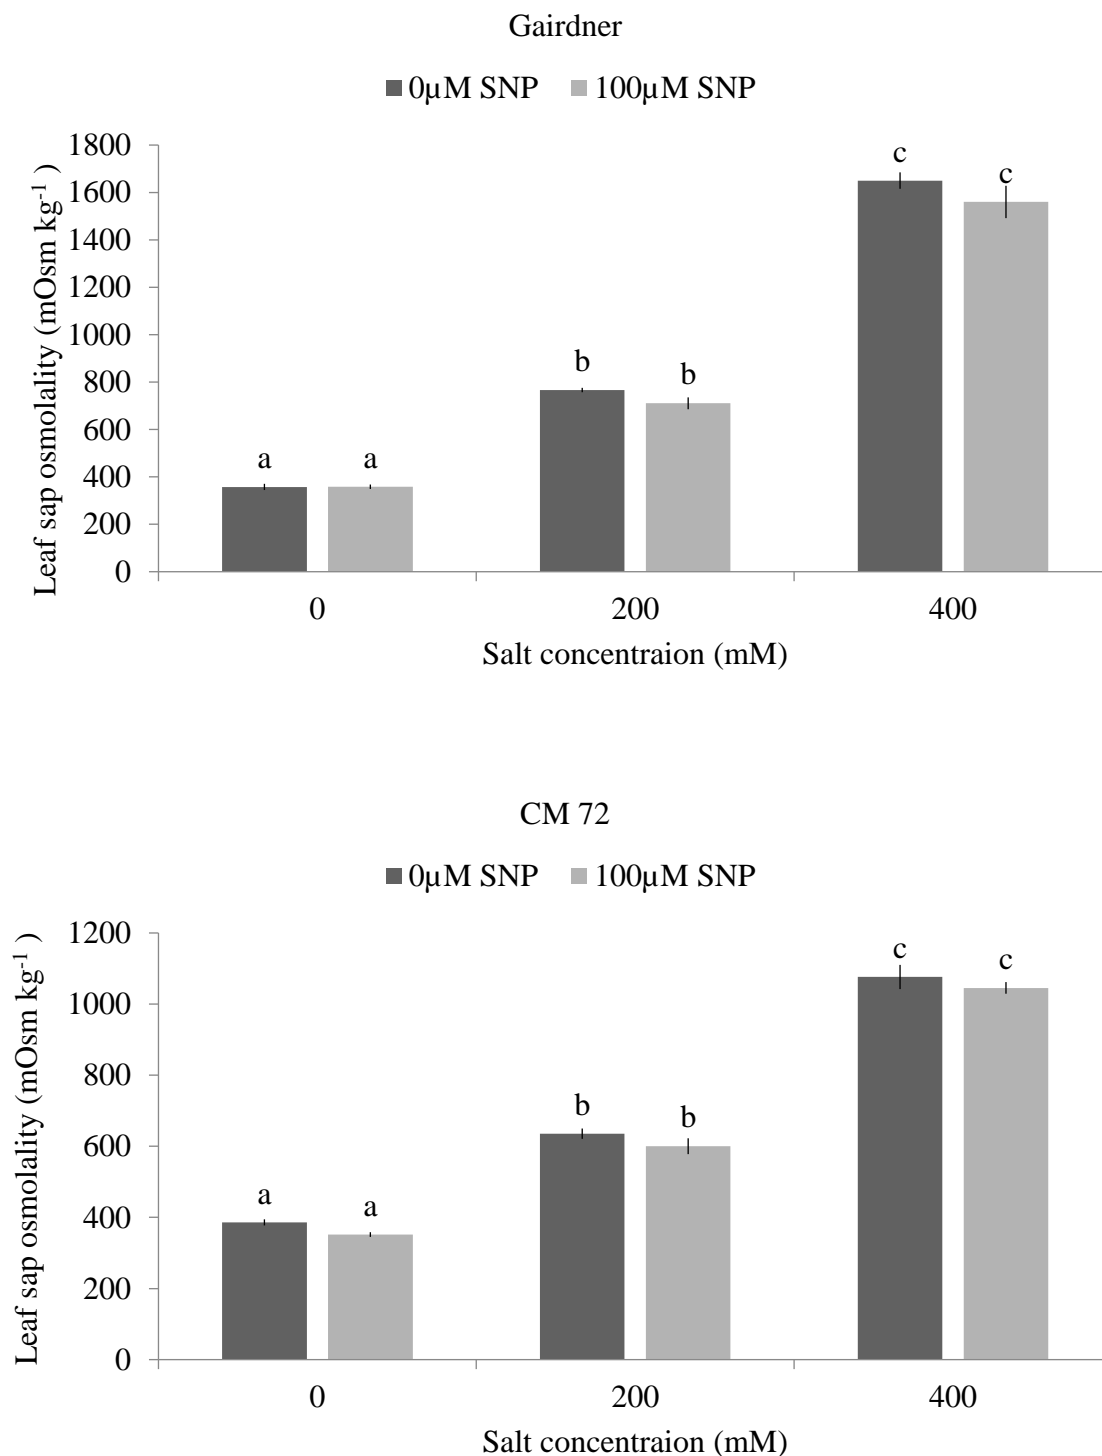 Gairdner
0µM SNP 100µM SNP
Leaf sap osmolality (mOsm kg-1 )
1800
1600
1400
1200
1000
800
600
400
200
0
a a b b c c
0 200 400
Salt concentraion (mM)
CM 72
0µM SNP 100µM SNP
Leaf sap osmolality (mOsm kg-1 )
1200
1000
800
600
400
200
0
a a b b c c
0 200 400
Salt concentraion (mM)